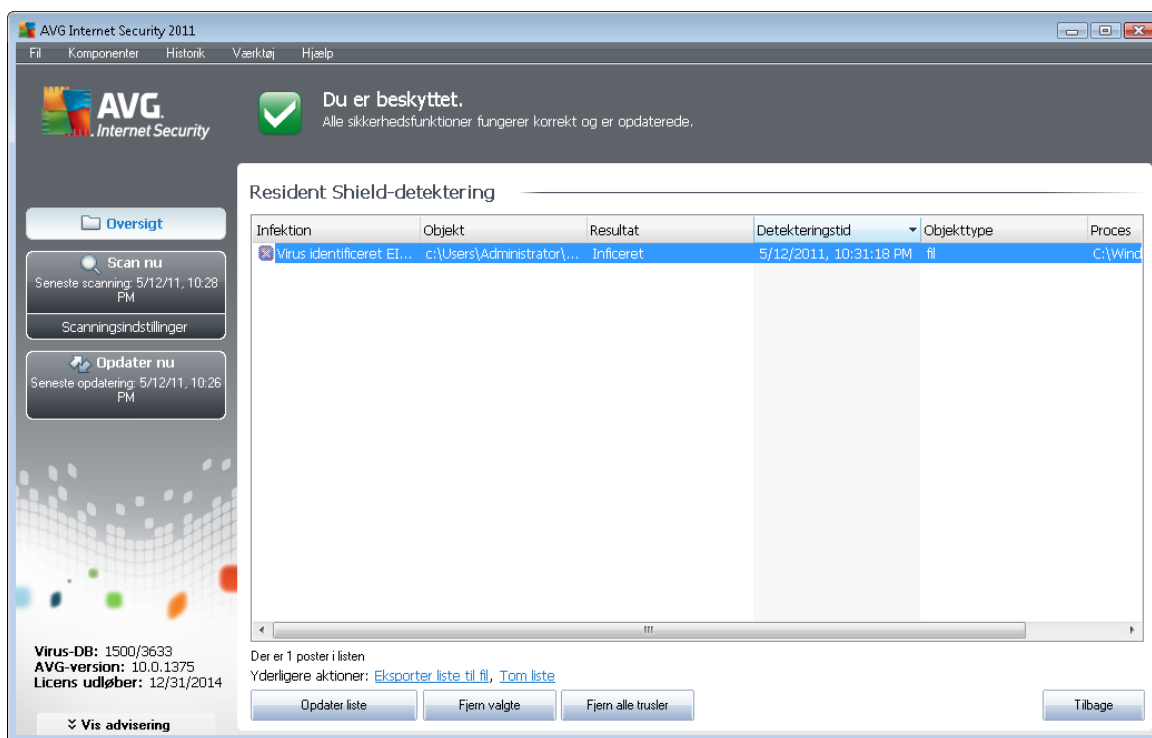 AVG Internet Security 2011
Fil Komponenter Historik Værktøj Hjælp
AVG.
Internet Security
Du er beskyttet.
Alle sikkerhedsfunktioner fungerer korrekt og er opdaterede.
Oversigt
Scan nu
Seneste scanning: 5/12/11, 10:28
PM
Scanningsindstillinger
Opdater nu
Seneste opdatering: 5/12/11, 10:26
PM
Virus-DB: 1500/3633
AVG-version: 10.0.1375
Licens udløber: 12/31/2014
Vis advisering
Resident Shield-detektering
Infektion Objekt Resultat Detekteringstid Objekttype Proces
Virus identificeret EI... c:\Users\Administrator\... Inficeret 5/12/2011, 10:31:18 PM fil C:\Wind
Der er 1 poster i listen
Yderligere aktioner: Eksporter liste til fil, Tom liste
Opdater liste Fjern valgte Fjern alle trusler Tilbage